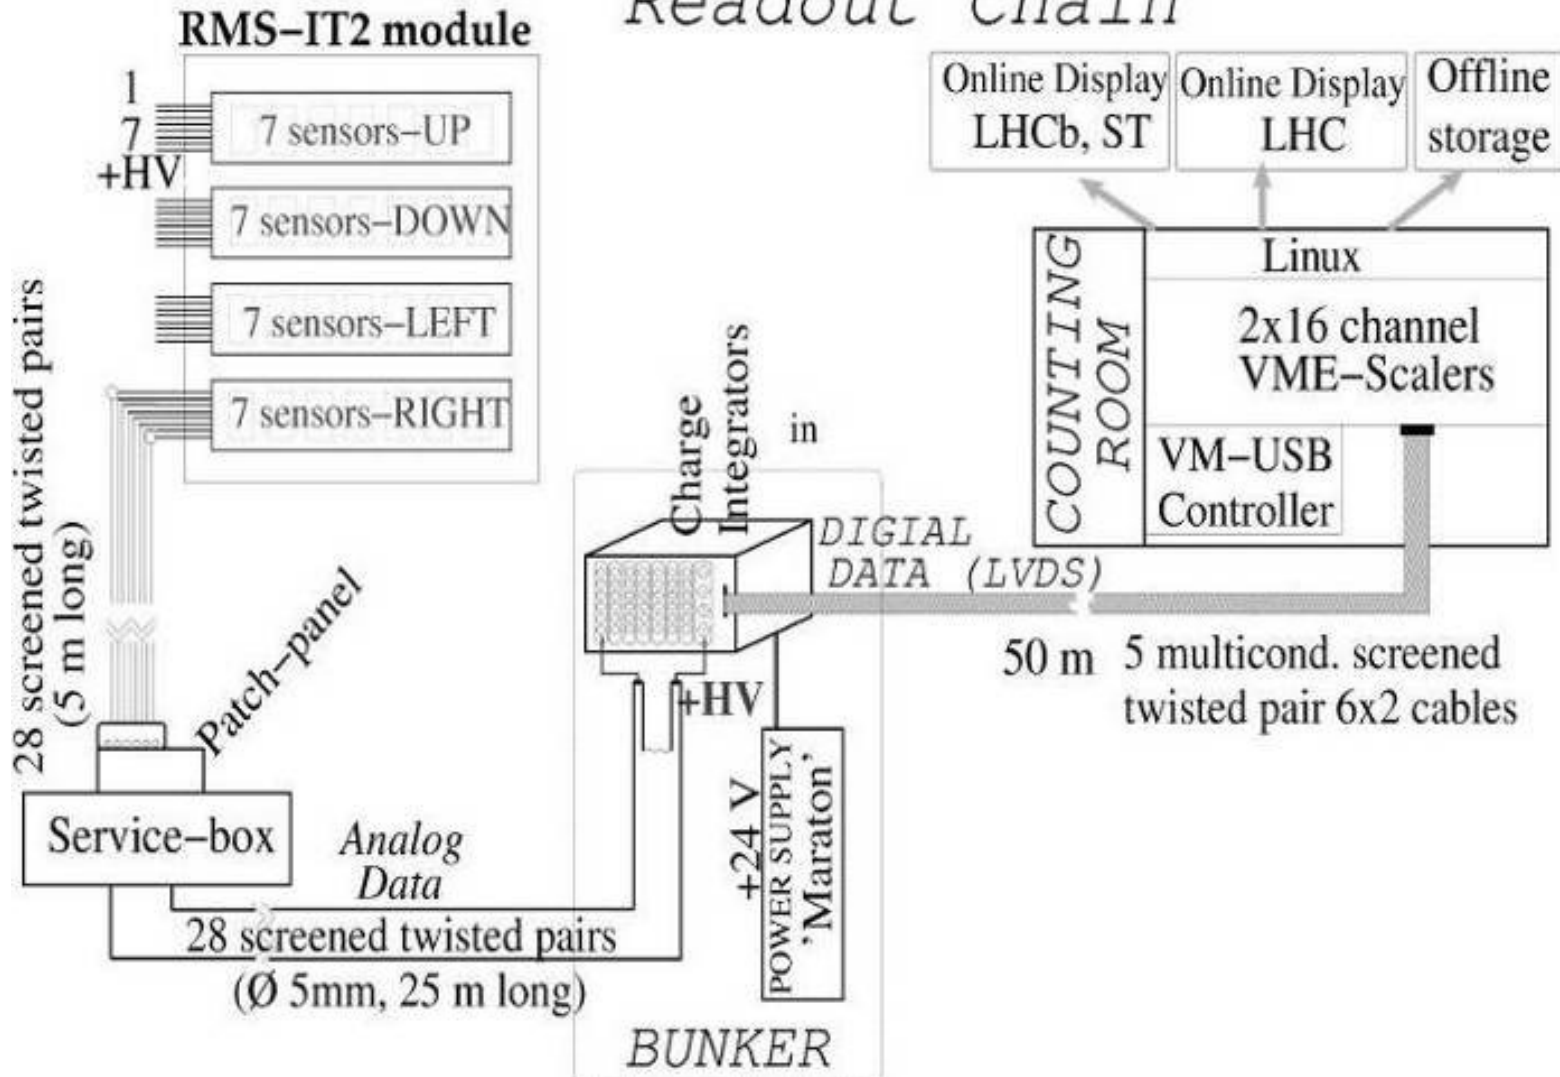 Readout Chain
RMS–IT2 module
1
7
+HV
7 sensors–UP
7 sensors–DOWN
7 sensors–LEFT
7 sensors–RIGHT
28 screened twisted pairs
(5 m long)
Patch–panel
Service–box
Analog
Data
28 screened twisted pairs
(Ø 5mm, 25 m long)
Charge
Integrators
in
+HV
+24 V
POWER SUPPLY
'Maraton'
BUNKER
DIGIAL
DATA (LVDS)
50 m
5 multicond. screened
twisted pair 6x2 cables
Online Display
LHCb, ST
Online Display
LHC
Offline
storage
COUNTING
ROOM
Linux
2x16 channel
VME–Scalers
VM–USB
Controller